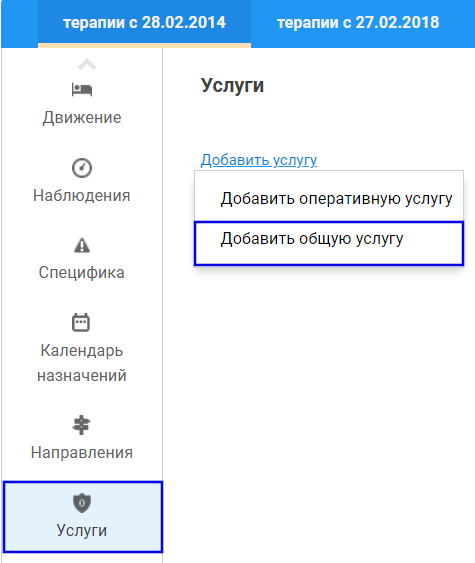 терапии с 28.02.2014
терапии с 27.02.2018
Движение
Наблюдения
Специфика
Календарь
назначений
Направления
0
Услуги
Услуги
Добавить услугу
Добавить оперативную услугу
Добавить общую услугу